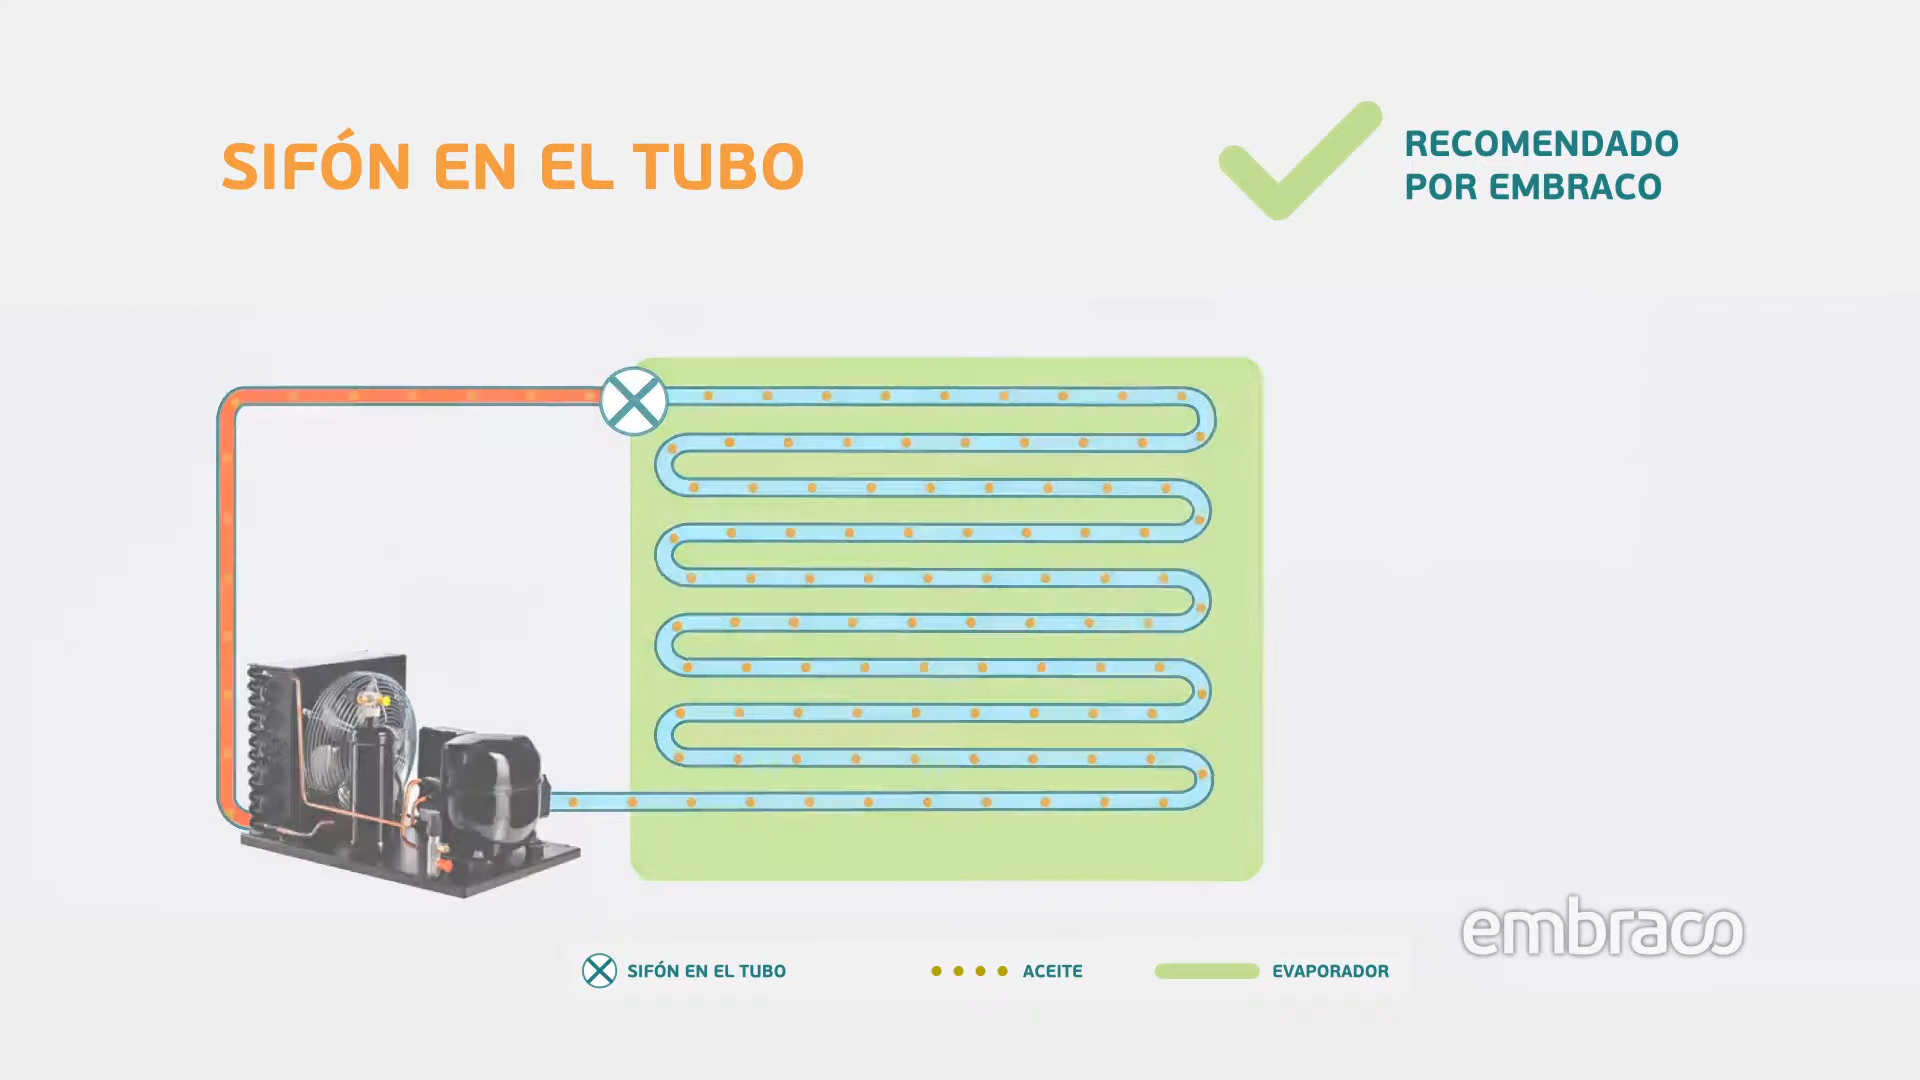 SIFÓN EN EL TUBO
RECOMENDADO
POR EMBRACO
embraco
SIFÓN EN EL TUBO
ACEITE
EVAPORADOR